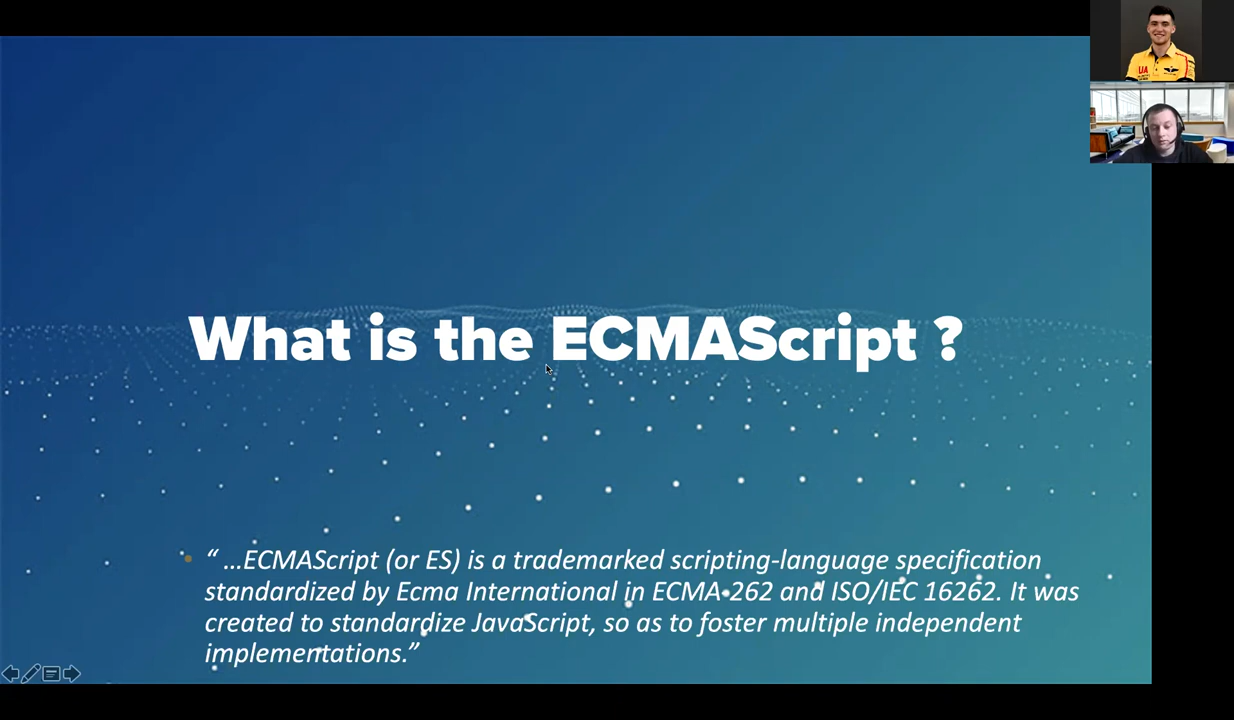 UA
What is the ECMAScript ?
“ ...ECMAScript (or ES) is a trademarked scripting-language specification
standardized by Ecma International in ECMA-262 and ISO/IEC 16262. It was
created to standardize JavaScript, so as to foster multiple independent
implementations.”